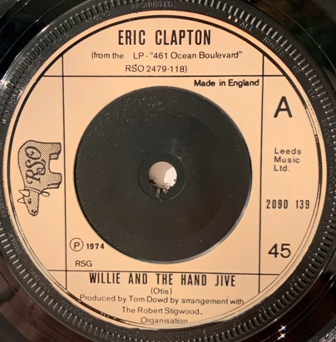 ERIC CLAPTON
(from the LP-"461 Ocean Boulevard"
RSO 2479-118)
Made in England
A
RSO
Leeds
Music
Ltd.
2090 139
P 1974
45
RSG
WILLIE AND THE HAND JIVE
(Otis)
Produced by Tom Dowd by arrangement with
The Robert Stigwood,
Organisation